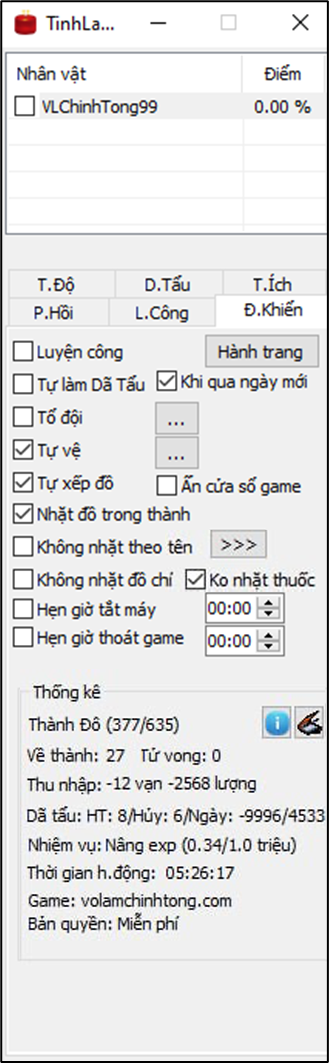 TinhLa...
Nhân vật Điểm
VLChinhTong99 0.00 %
T.Độ D.Tẩu T.Ích
P.Hồi L.Công Đ.Khiển
Luyện công Hành trang
Tự làm Dã Tẩu Khi qua ngày mới
Tổ đội ...
Tự vệ ...
Tự xếp đồ Ẩn cửa sổ game
Nhặt đồ trong thành
Không nhặt theo tên >>>
Không nhặt đồ chí Ko nhặt thuốc
Hẹn giờ tắt máy 00:00
Hẹn giờ thoát game 00:00
Thống kê
Thành Đô (377/635)
Về thành: 27 Tử vong: 0
Thu nhập: -12 vạn -2568 lượng
Dã tẩu: HT: 8/Hủy: 6/Ngày: -9996/4533
Nhiệm vụ: Nâng exp (0.34/1.0 triệu)
Thời gian h.động: 05:26:17
Game: volamchinhtong.com
Bản quyền: Miễn phí